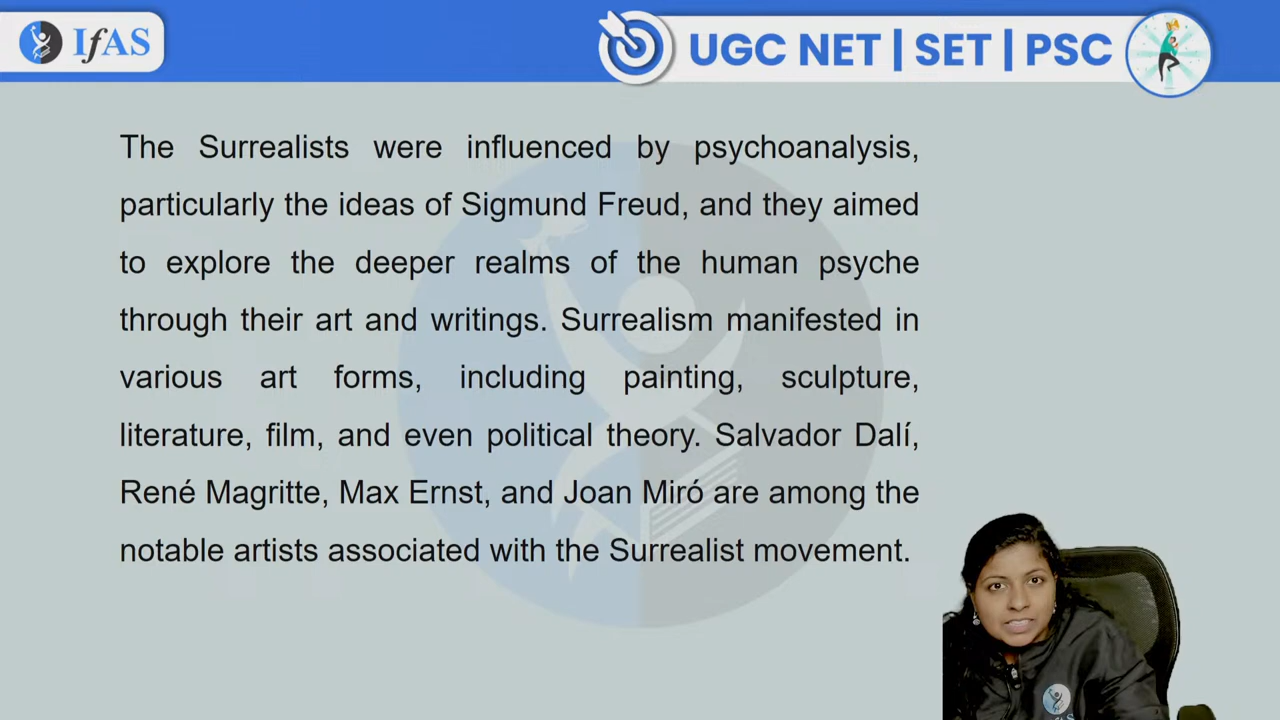 IfAS
UGC NET | SET | PSC
The Surrealists were influenced by psychoanalysis,
particularly the ideas of Sigmund Freud, and they aimed
to explore the deeper realms of the human psyche
through their art and writings. Surrealism manifested in
various art forms, including painting, sculpture,
literature, film, and even political theory. Salvador Dalí,
René Magritte, Max Ernst, and Joan Miró are among the
notable artists associated with the Surrealist movement.